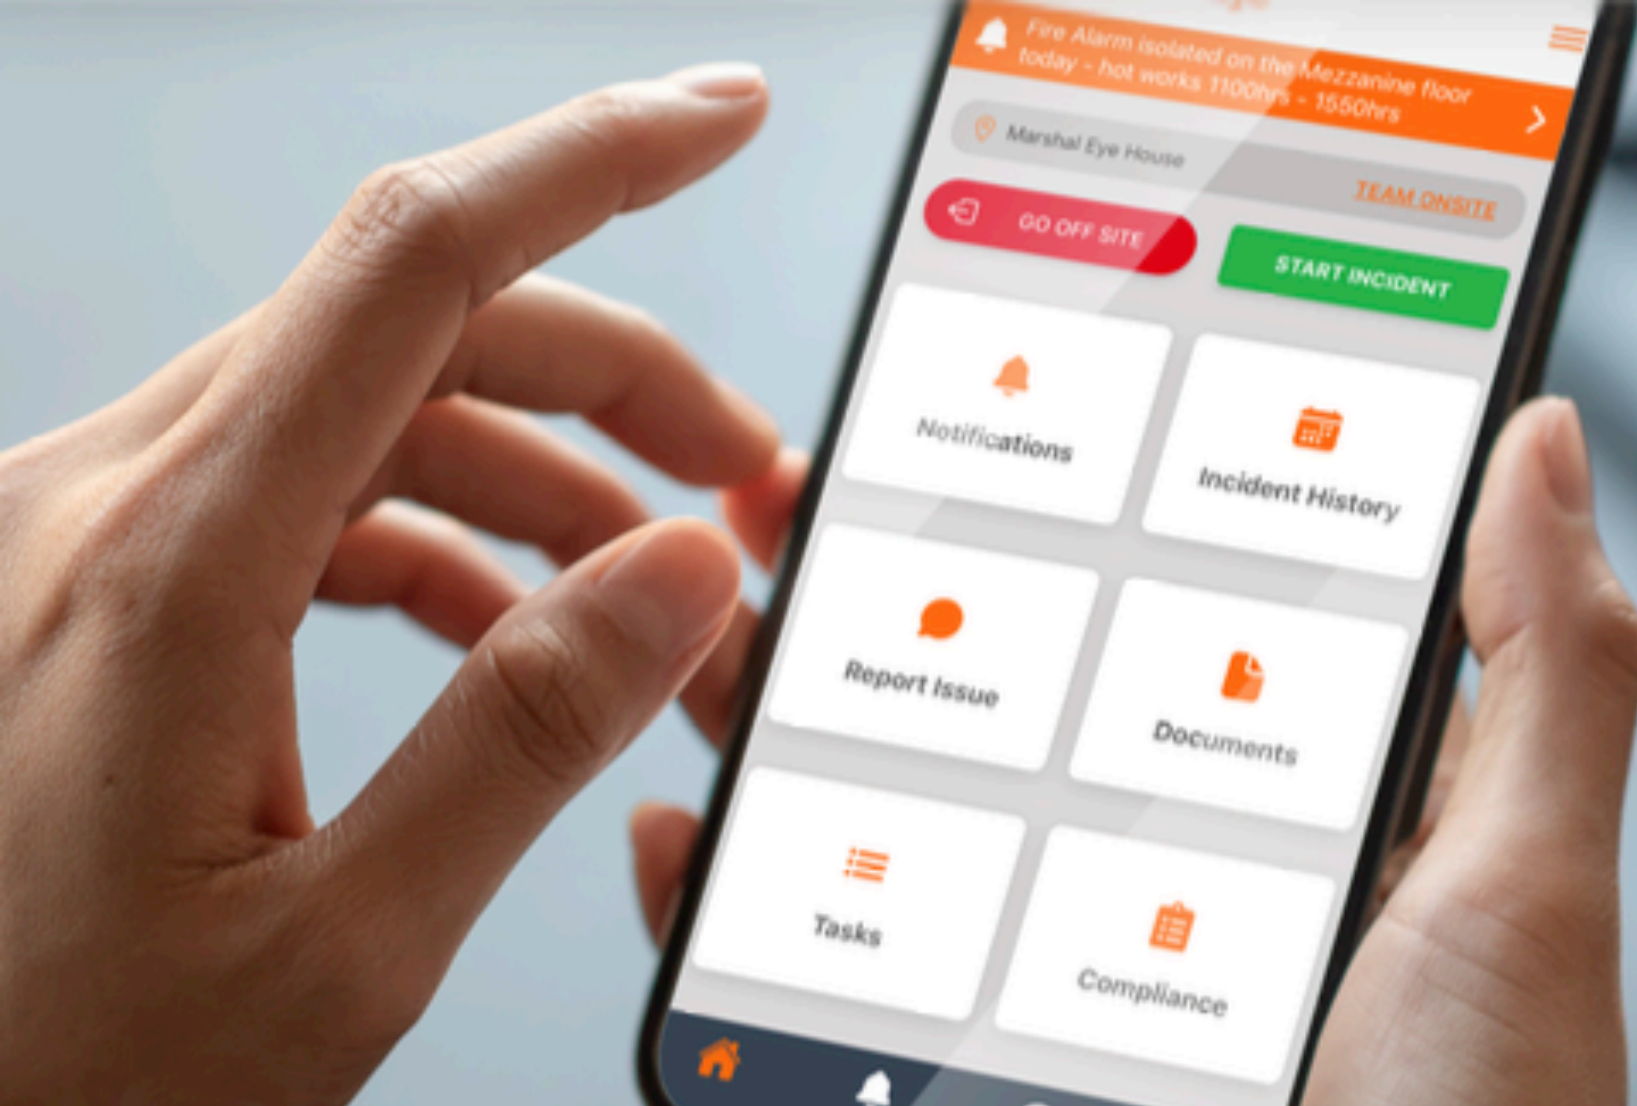 Fire Alarm isolated on the Mezzanine floor
today - hot works 1100hrs - 1550hrs
Marshal Eye House
TEAM ONSITE
GO OFF SITE
START INCIDENT
Notifications
Incident History
Report Issue
Documents
Tasks
Compliance